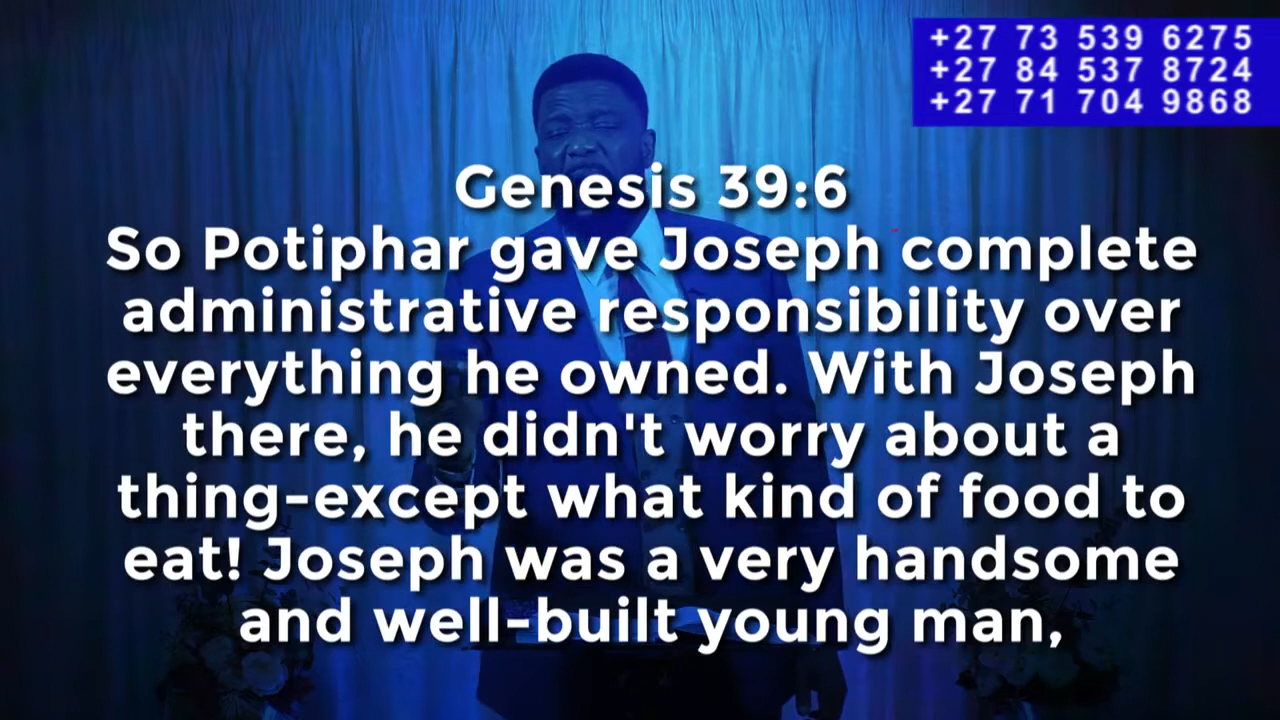 +27 73 539 6275
+27 84 537 8724
+27 71 704 9868
Genesis 39:6
So Potiphar gave Joseph complete
administrative responsibility over
everything he owned. With Joseph
there, he didn't worry about a
thing-except what kind of food to
eat! Joseph was a very handsome
and well-built young man,